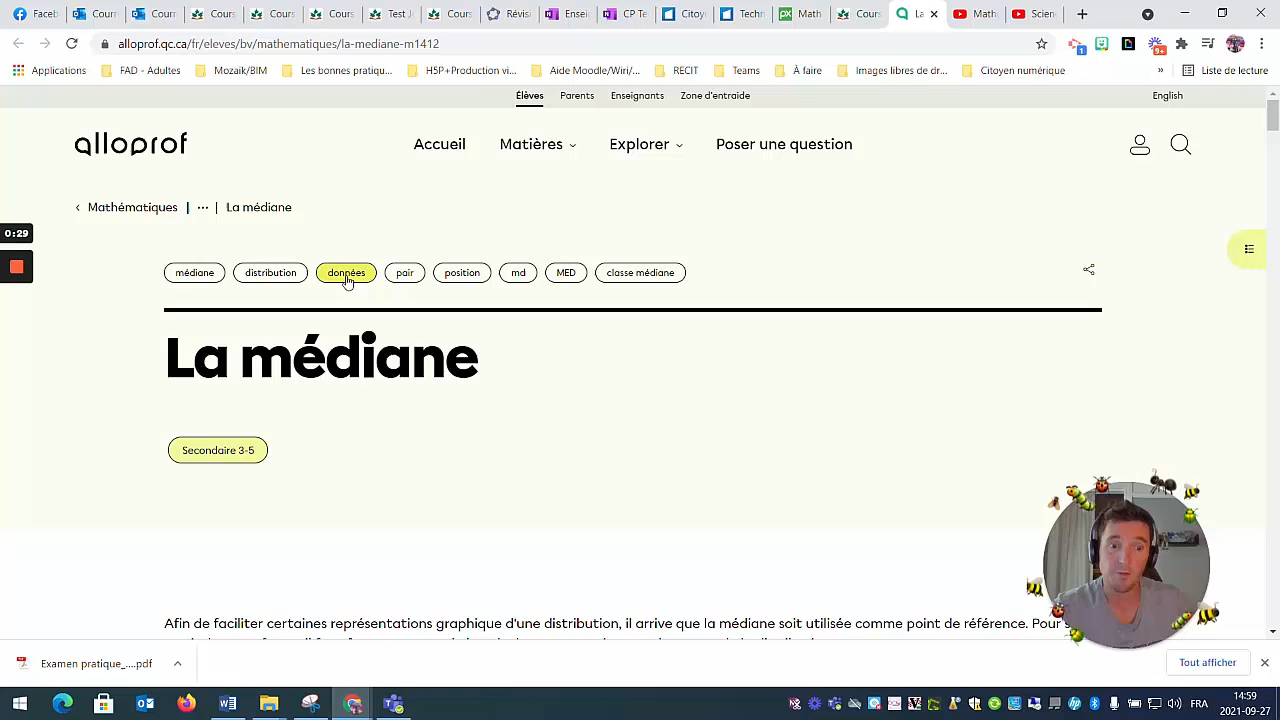 Faceb
Courr
Courr
Cours
Cours
Cours
Test J
Cours
Révis
Ensei
CP Te
Citoy
Techn
Math
Cours
La
Math
Scien
alloprof.qc.ca/fr/eleves/bv/mathematiques/la-mediane-m1412
1
9+
Applications
FAD - Adultes
Mozaïk/BIM
Les bonnes pratiqu...
H5P+Production vi...
Aide Moodle/Wiri/...
RECIT
Teams
À faire
Images libres de dr...
Citoyen numérique
»
Liste de lecture
Élèves
Parents
Enseignants
Zone d'entraide
English
alloprof
Accueil
Matières
Explorer
Poser une question
Mathématiques | ··· | La médiane
0:29
médiane
distribution
données
pair
position
md
MED
classe médiane
La médiane
Secondaire 3-5
Afin de faciliter certaines représentations graphique d'une distribution, il arrive que la médiane soit utilisée comme point de référence. Pour
Examen pratique_....pdf
Tout afficher
FRA
14:59
2021-09-27